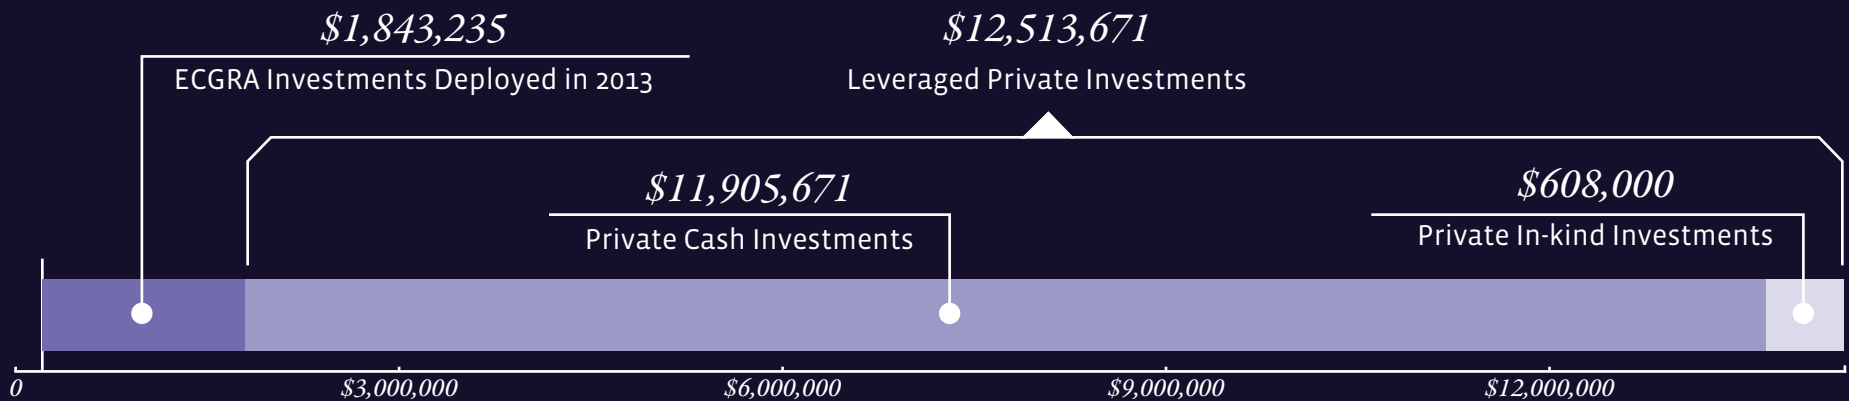 $1,843,235
ECGRA Investments Deployed in 2013
$12,513,671
Leveraged Private Investments
$11,905,671
Private Cash Investments
$608,000
Private In-kind Investments
0
$3,000,000
$6,000,000
$9,000,000
$12,000,000